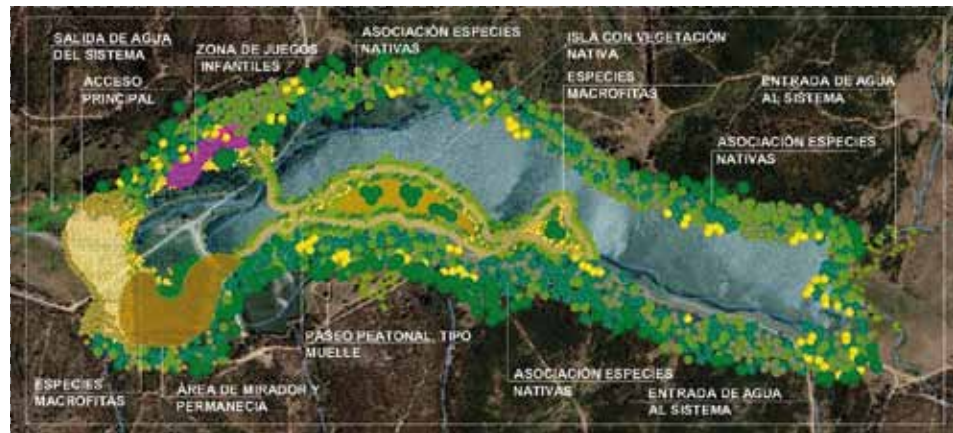 SALIDA DE AGUA
DEL SISTEMA
ACCESO
PRINCIPAL
ZONA DE JUEGOS
INFANTILES
ASOCIACIÓN ESPECIES
NATIVAS
ISLA CON VEGETACIÓN
NATIVA
ESPECIES
MACROFITAS
ENTRADA DE AGUA
AL SISTEMA
ASOCIACIÓN ESPECIES
NATIVAS
ESPECIES
MACROFITAS
ÁREA DE MIRADOR Y
PERMANECIA
PASEO PEATONAL, TIPO
MUELLE
ASOCIACIÓN ESPECIES
NATIVAS
ENTRADA DE AGUA
AL SISTEMA